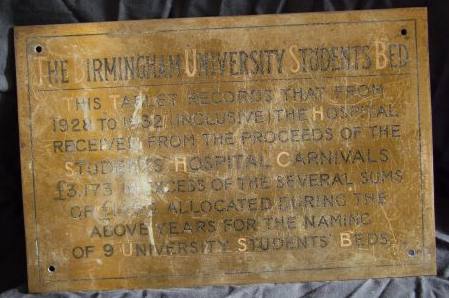 THE BIRMINGHAM UNIVERSITY STUDENTS BED
THIS TABLET RECORDS THAT FROM
1928 TO 1932 (INCLUSIVE) THE HOSPITAL
RECEIVED FROM THE PROCEEDS OF THE
STUDENTS HOSPITAL CARNIVALS
£3,173 IN EXCESS OF THE SEVERAL SUMS
OF ALLOCATED DURING THE
ABOVE YEARS FOR THE NAMING
OF 9 UNIVERSITY STUDENTS' BEDS.